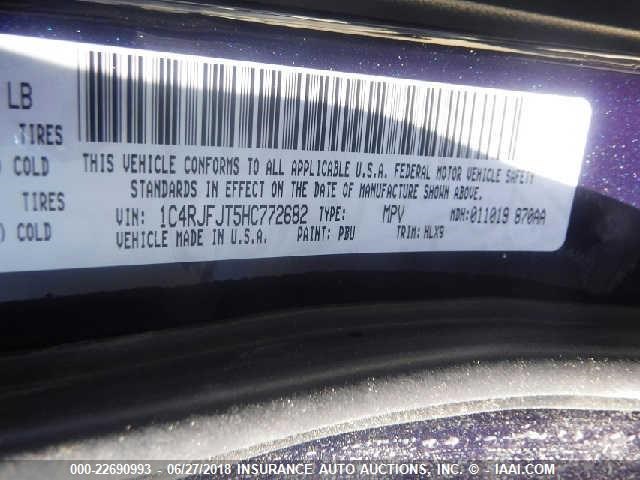 LB
TIRES
COLD
TIRES
COLD
THIS VEHICLE CONFORMS TO ALL APPLICABLE U.S.A. FEDERAL MOTOR VEHICLE SAFETY
STANDARDS IN EFFECT ON THE DATE OF MANUFACTURE SHOWN ABOVE.
VIN: 1C4RJFJT5HC772682 TYPE: MPV MDH:011019 870AA
VEHICLE MADE IN U.S.A. PAINT: PBU TRIM: HLX9
000-22690993 | 06/27/2018 INSURANCE AUTO AUCTIONS, INC. © - IAAI.COM